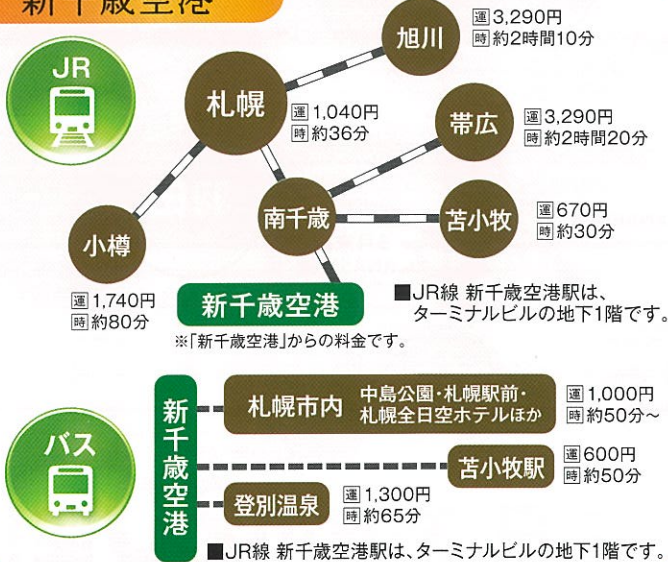 新千歳空港
JR
旭川
運3,290円
時約2時間10分
札幌
運1,040円
時約36分
帯広
運3,290円
時約2時間20分
小樽
運1,740円
時約80分
南千歳
苫小牧
運670円
時約30分
新千歳空港
※「新千歳空港」からの料金です。
■JR線 新千歳空港駅は、
ターミナルビルの地下1階です。
バス
新千歳空港
札幌市内 中島公園・札幌駅前・
札幌全日空ホテルほか
運1,000円
時約50分～
苫小牧駅
運600円
時約50分
登別温泉
運1,300円
時約65分
■JR線 新千歳空港駅は、ターミナルビルの地下1階です。